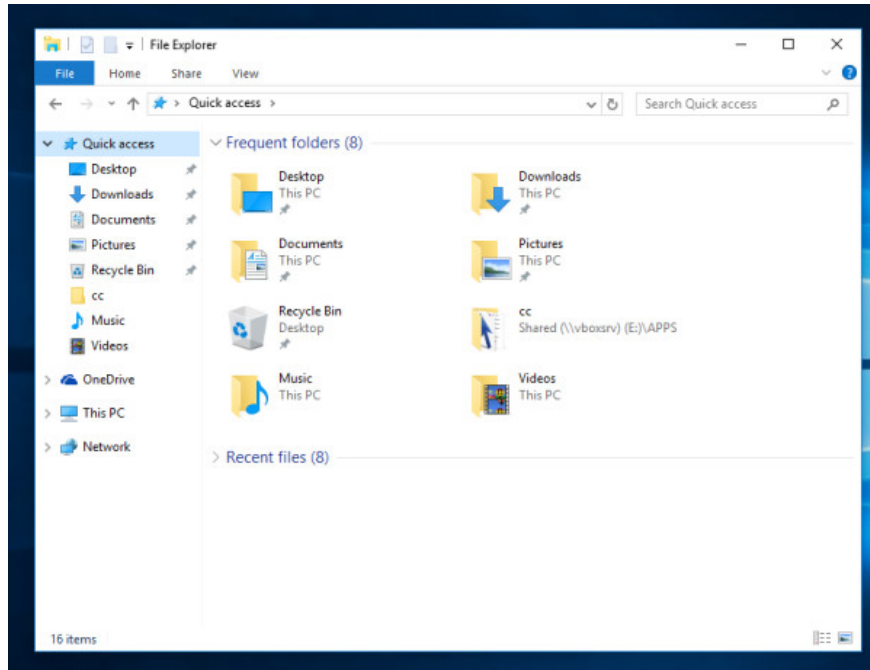 File Explorer
File Home Share View
Quick access
Search Quick access
Quick access
Desktop
Downloads
Documents
Pictures
Recycle Bin
cc
Music
Videos
OneDrive
This PC
Network
Frequent folders (8)
Desktop
This PC
Downloads
This PC
Documents
This PC
Pictures
This PC
Recycle Bin
Desktop
cc
Shared (\\vboxsrv) (E:)\APPS
Music
This PC
Videos
This PC
Recent files (8)
16 items